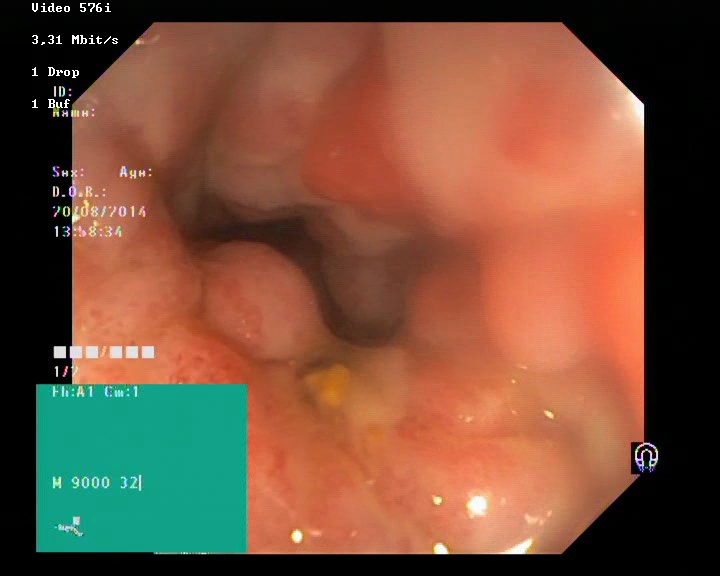 Video 576i
3,31 Mbit/s
1 Drop
ID:
1 Buf
Name:
Sex: Age:
D.O.B.:
20/08/2014
13:58:34
/
1/2
Eh:A1 Cm:1
M 9000 32